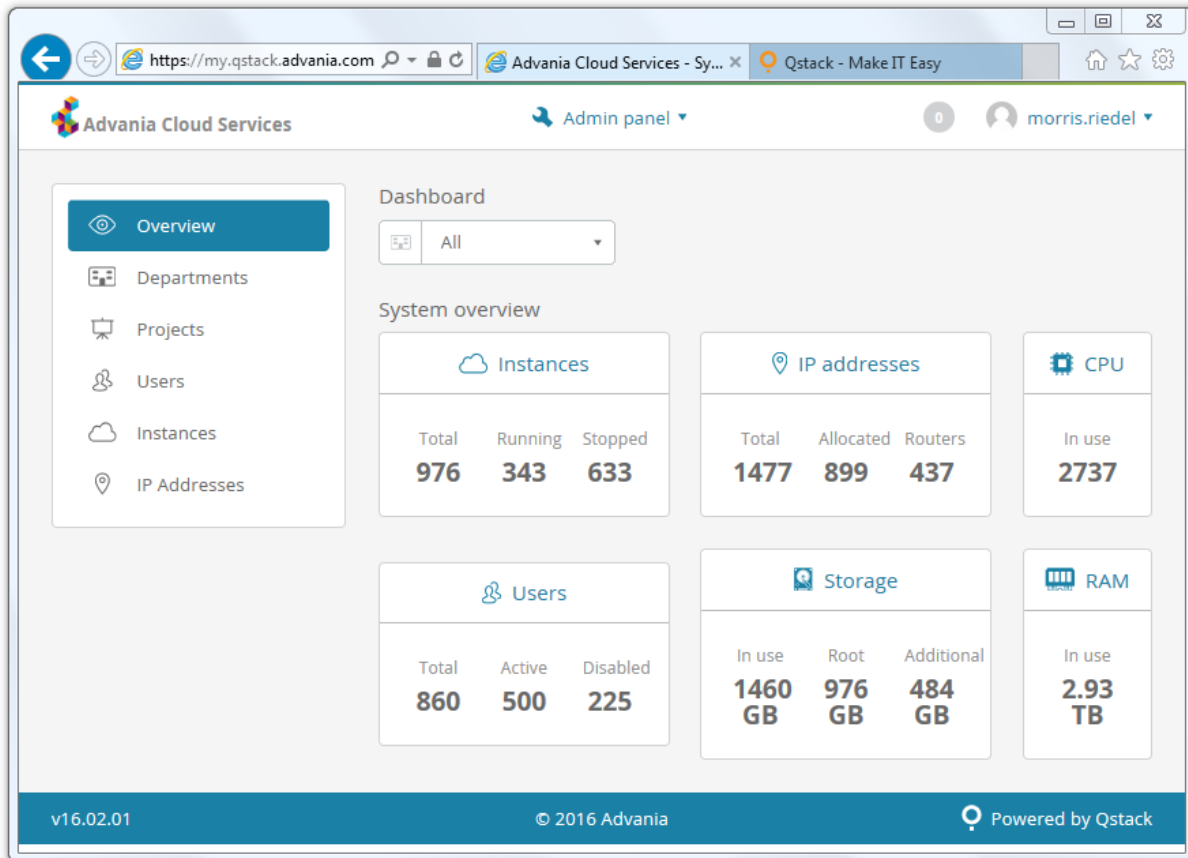 https://my.qstack.advania.com
Advania Cloud Services - Sy...
Qstack - Make IT Easy
Advania Cloud Services
Admin panel
0
morris.riedel
Overview
Departments
Projects
Users
Instances
IP Addresses
Dashboard
All
System overview
Instances
Total Running Stopped
976 343 633
IP addresses
Total Allocated Routers
1477 899 437
CPU
In use
2737
Users
Total Active Disabled
860 500 225
Storage
In use Root Additional
1460 976 484
GB GB GB
RAM
In use
2.93
TB
v16.02.01
© 2016 Advania
Powered by Qstack